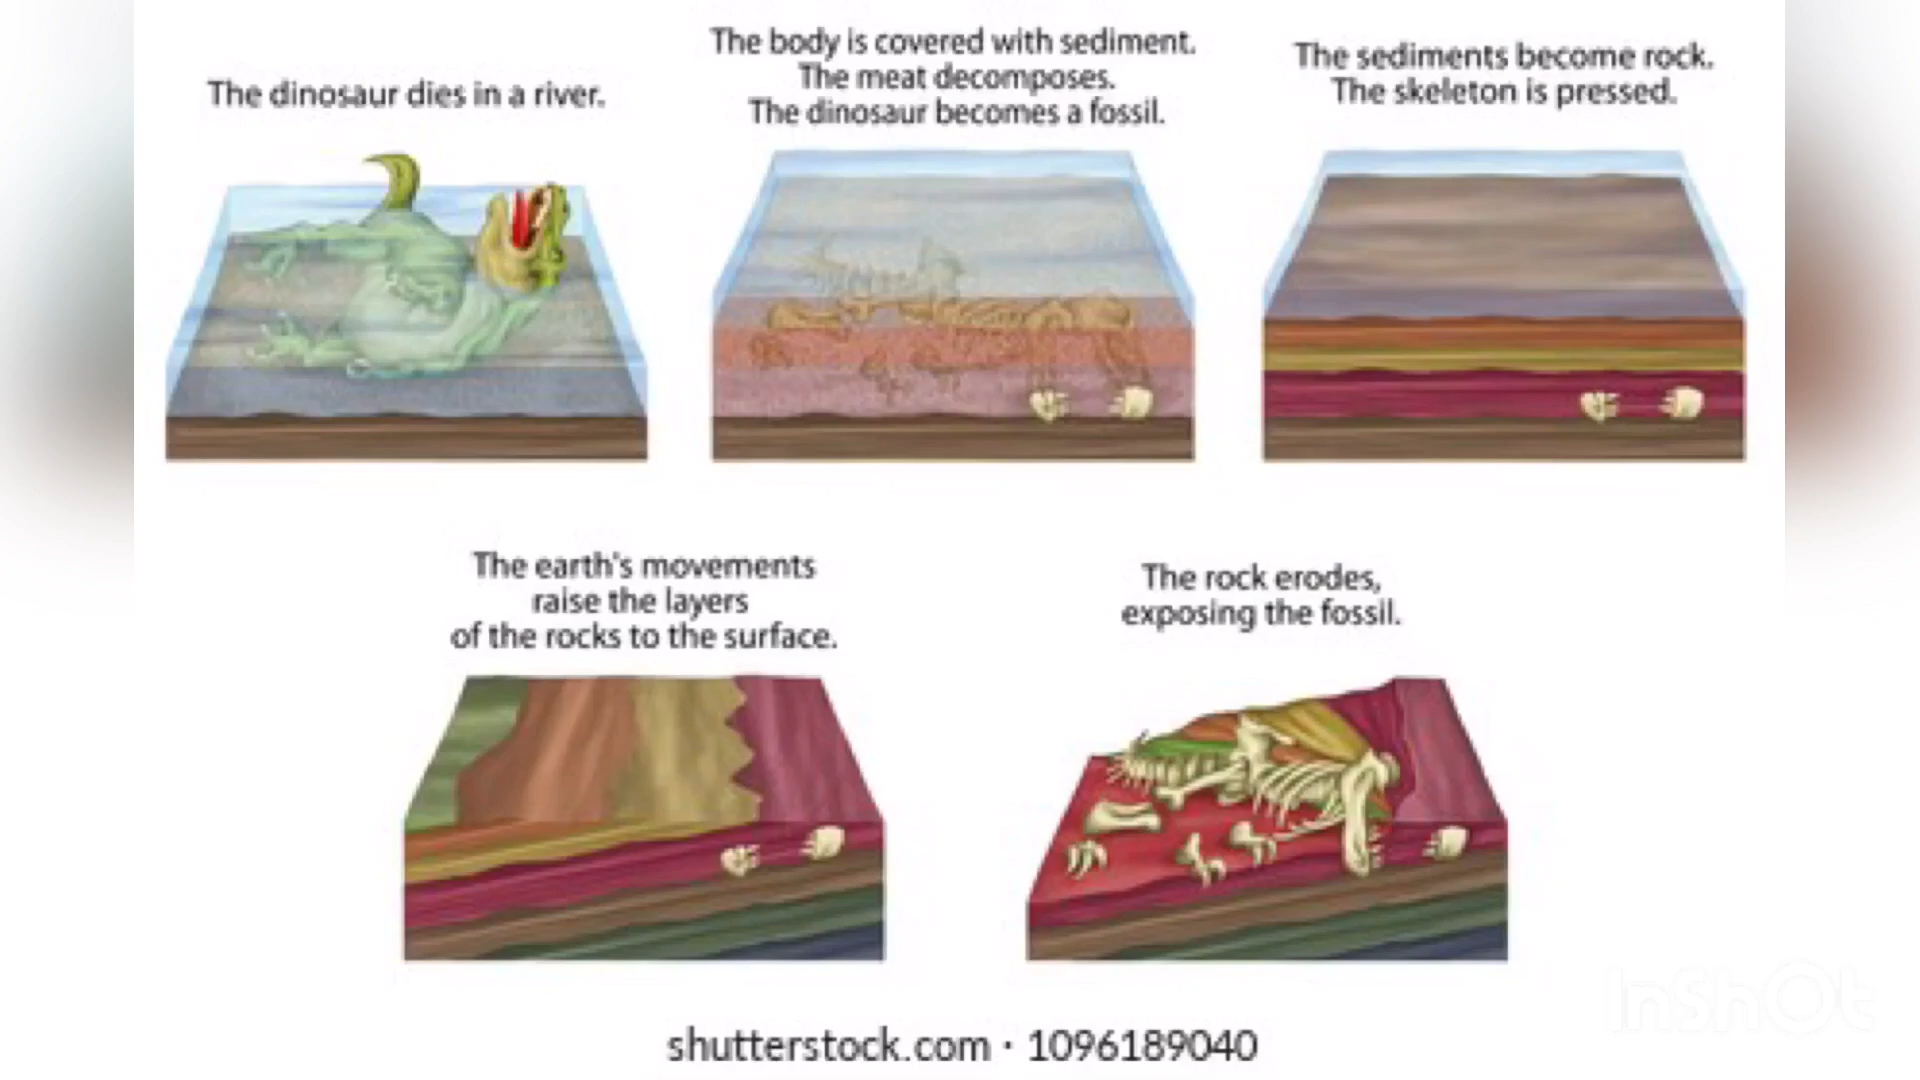 The dinosaur dies in a river.
The body is covered with sediment.
The meat decomposes.
The dinosaur becomes a fossil.
The sediments become rock.
The skeleton is pressed.
The earth's movements
raise the layers
of the rocks to the surface.
The rock erodes,
exposing the fossil.
InShOt
shutterstock.com · 1096189040